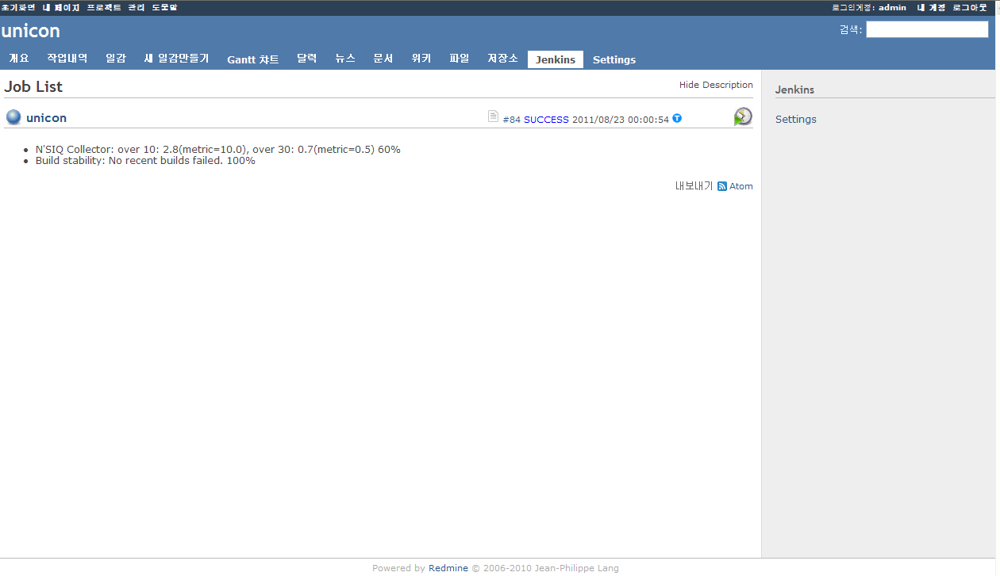 초기화면 내 페이지 프로젝트 관리 도움말 로그인계정: admin 내 계정 로그아웃
unicon 검색:
개요 작업내역 일감 새 일감만들기 Gantt 챠트 달력 뉴스 문서 위키 파일 저장소 Jenkins Settings
Job List Hide Description
Jenkins
unicon #84 SUCCESS 2011/08/23 00:00:54 T
Settings
N'SIQ Collector: over 10: 2.8(metric=10.0), over 30: 0.7(metric=0.5) 60%
Build stability: No recent builds failed. 100%
내보내기 Atom
Powered by Redmine © 2006-2010 Jean-Philippe Lang